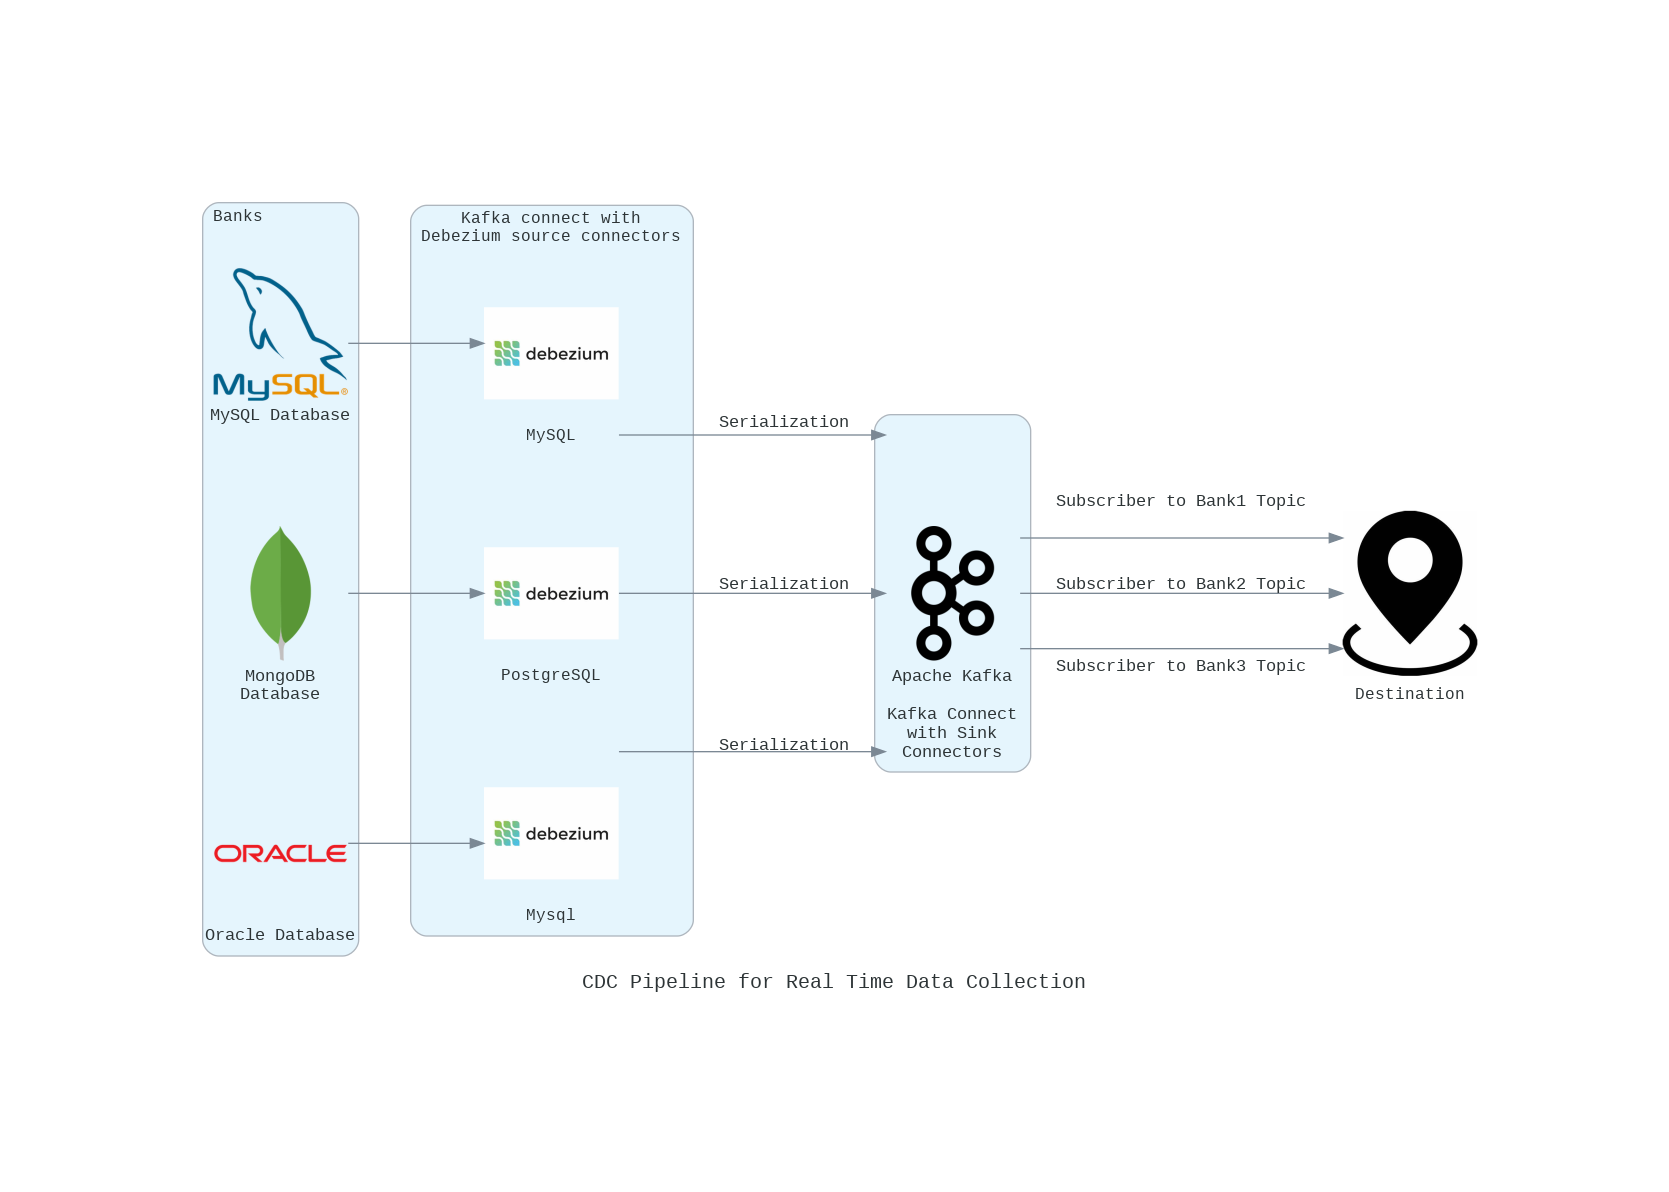 Banks
MySQL®
MySQL Database
MongoDB
Database
ORACLE
Oracle Database
Kafka connect with
Debezium source connectors
debezium
MySQL
debezium
PostgreSQL
debezium
Mysql
Serialization
Serialization
Serialization
Apache Kafka
Kafka Connect
with Sink
Connectors
Subscriber to Bank1 Topic
Subscriber to Bank2 Topic
Subscriber to Bank3 Topic
Destination
CDC Pipeline for Real Time Data Collection